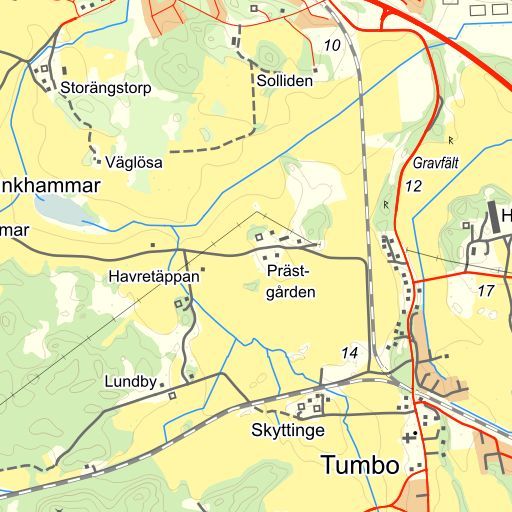 10
Solliden
Storängstorp
Väglösa
Gravfält
R
12
R
nkhammar
H
mar
Havretäppan
Präst-
gården
17
14
Lundby
Skyttinge
Tumbo